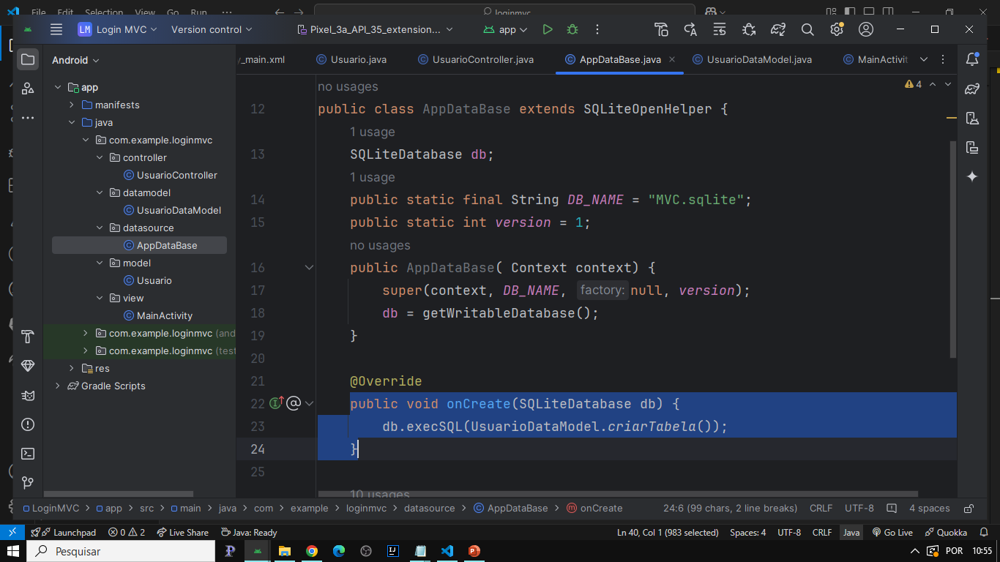 File Edit Selection View Go Run ... loginmvc
LM Login MVC Version control Pixel_3a_API_35_extension... app
Android
_main.xml Usuario.java UsuarioController.java AppDataBase.java UsuarioDataModel.java MainActivit
app
manifests
java
com.example.loginmvc
controller
UsuarioController
datamodel
UsuarioDataModel
datasource
AppDataBase
model
Usuario
view
MainActivity
com.example.loginmvc (and
com.example.loginmvc (test
res
Gradle Scripts
4
no usages
12 public class AppDataBase extends SQLiteOpenHelper {
1 usage
13 SQLiteDatabase db;
1 usage
14 public static final String DB_NAME = "MVC.sqlite";
15 public static int version = 1;
no usages
16 public AppDataBase( Context context) {
17 super(context, DB_NAME, factory: null, version);
18 db = getWritableDatabase();
19 }
20
21 @Override
22 public void onCreate(SQLiteDatabase db) {
23 db.execSQL(UsuarioDataModel.criarTabela());
24 }
25
10 usages
LoginMVC > app > src > main > java > com > example > loginmvc > datasource > AppDataBase > onCreate 24:6 (99 chars, 2 line breaks) CRLF UTF-8 4 spaces
Launchpad 0 2 Live Share Java: Ready Ln 40, Col 1 (983 selected) Spaces: 4 UTF-8 CRLF Java Go Live Quokka
Pesquisar POR 10:55